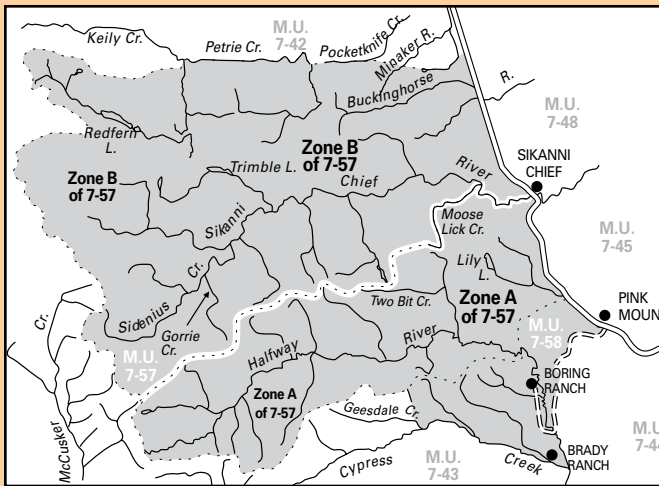 M.U.
7-42
Keily Cr.
Petrie Cr.
Pocketknife Cr.
Minaker R.
Buckinghorse
R.
M.U.
7-48
Redfern
L.
Zone B
of 7-57
Zone B
of 7-57
Trimble L.
Chief
River
SIKANNI
CHIEF
Sikanni
Moose
Lick Cr.
M.U.
7-45
Lily
L.
Cr.
Sidenius
Gorrie
Cr.
Two Bit Cr.
Zone A
of 7-57
PINK
MOUN
M.U.
7-58
M.U.
7-57
Halfway
River
Cr.
McCusker
Zone A
of 7-57
BORING
RANCH
Geesdale Cr.
Cypress
Creek
M.U.
7-43
BRADY
RANCH
M.U.
7-44